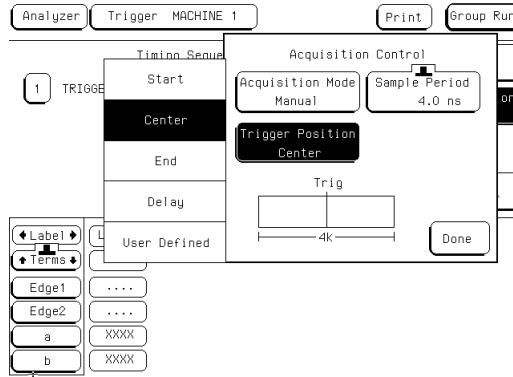 Analyzer
Trigger MACHINE 1
Print
Group Run
Timing Seque
Acquisition Control
1
TRIGGE
Start
Center
End
Delay
User Defined
Acquisition Mode
Manual
Sample Period
4.0 ns
Trigger Position
Center
Trig
4k
Done
Label
L
Terms
Edge1
....
Edge2
....
a
XXXX
b
XXXX